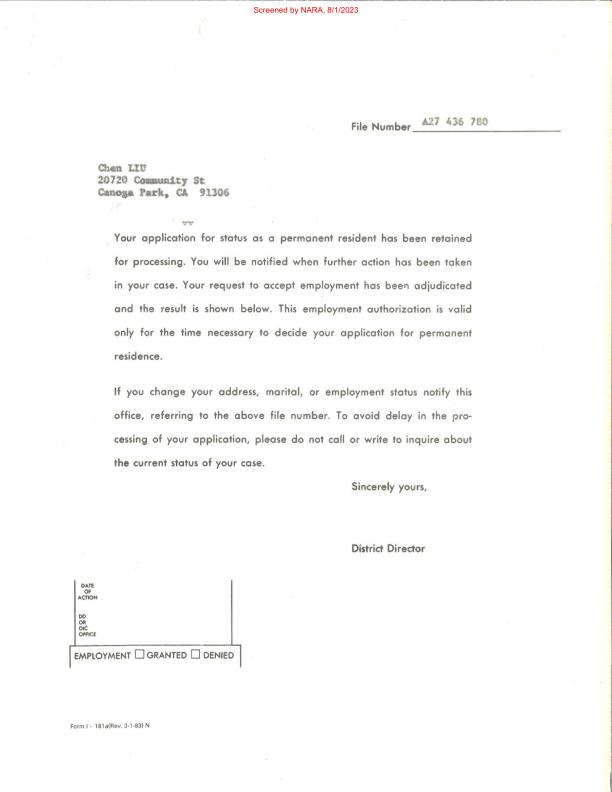 Screened by NARA, 8/1/2023
File Number A27 436 780
Chen LIU
20720 Community St
Canoga Park, CA 91306
Your application for status as a permanent resident has been retained
for processing. You will be notified when further action has been taken
in your case. Your request to accept employment has been adjudicated
and the result is shown below. This employment authorization is valid
only for the time necessary to decide your application for permanent
residence.
If you change your address, marital, or employment status notify this
office, referring to the above file number. To avoid delay in the pro-
cessing of your application, please do not call or write to inquire about
the current status of your case.
Sincerely yours,
District Director
DATE
OF
ACTION
DD
OR
OIC
OFFICE
EMPLOYMENT ☐ GRANTED ☐ DENIED
Form I - 181a(Rev. 3-1-83) N